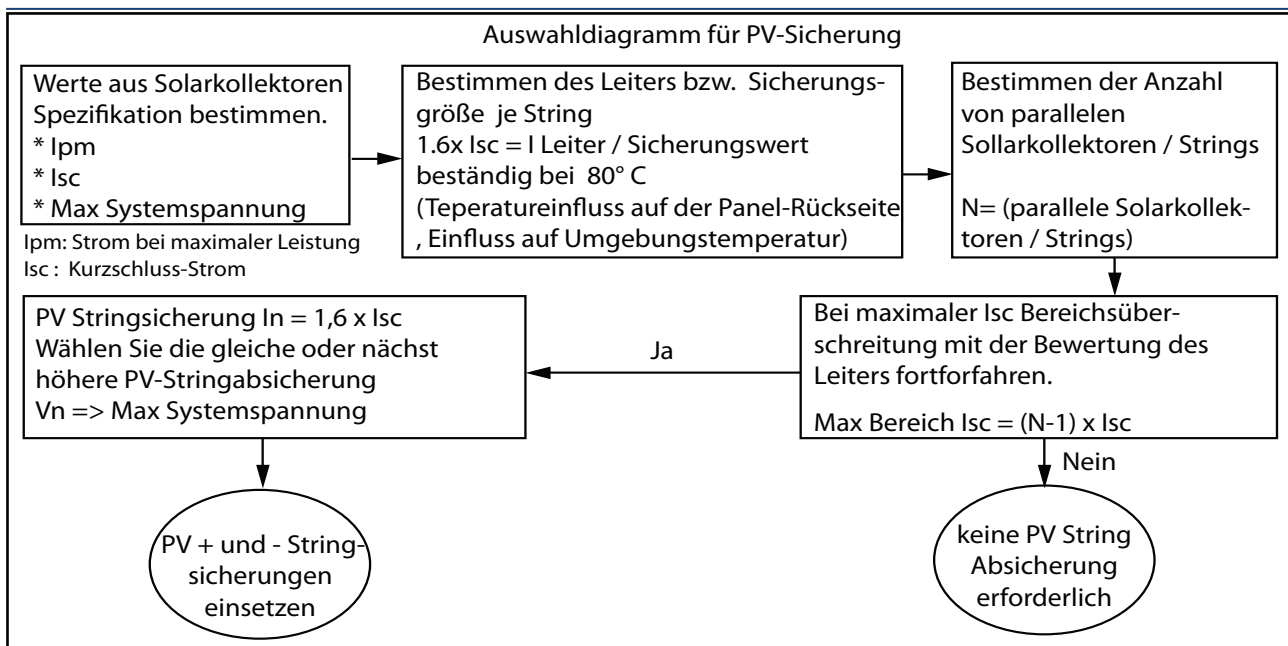 Auswahldiagramm für PV-Sicherung
Werte aus Solarkollektoren
Spezifikation bestimmen.
* Ipm
* Isc
* Max Systemspannung
Ipm: Strom bei maximaler Leistung
Isc : Kurzschluss-Strom
Bestimmen des Leiters bzw. Sicherungs-
größe je String
1.6x Isc = I Leiter / Sicherungswert
beständig bei 80° C
(Teperatureinfluss auf der Panel-Rückseite
, Einfluss auf Umgebungstemperatur)
Bestimmen der Anzahl
von parallelen
Sollarkollektoren / Strings
N= (parallele Solarkollek-
toren / Strings)
Bei maximaler Isc Bereichsüber-
schreitung mit der Bewertung des
Leiters fortforfahren.
Max Bereich Isc = (N-1) x Isc
Ja
Nein
PV Stringsicherung In = 1,6 x Isc
Wählen Sie die gleiche oder nächst
höhere PV-Stringabsicherung
Vn => Max Systemspannung
PV + und - String-
sicherungen
einsetzen
keine PV String
Absicherung
erforderlich